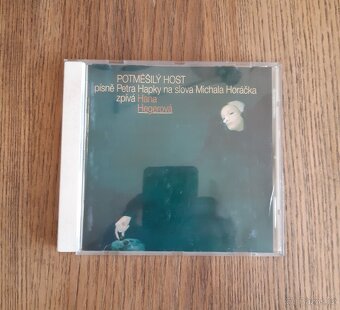 POTMĚŠILÝ HOST
písně Petra Hapky na slova Michala Horáčka
zpívá Hana
Hegerová